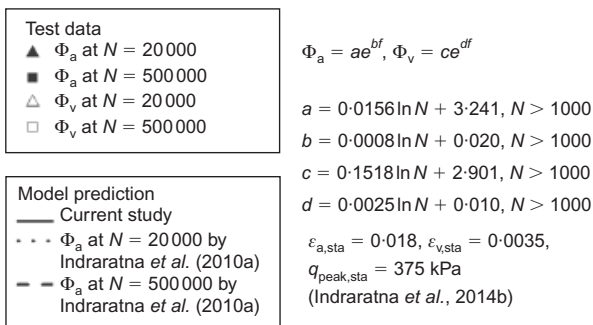 Test data
Φa at N = 20 000
Φa at N = 500 000
Φv at N = 20 000
Φv at N = 500 000
Model prediction
Current study
Φa at N = 20 000 by
Indraratna et al. (2010a)
Φa at N = 500 000 by
Indraratna et al. (2010a)
Φa = ae^bf, Φv = ce^df
a = 0·0156 ln N + 3·241, N > 1000
b = 0·0008 ln N + 0·020, N > 1000
c = 0·1518 ln N + 2·901, N > 1000
d = 0·0025 ln N + 0·010, N > 1000
εa,sta = 0·018, εv,sta = 0·0035,
qpeak,sta = 375 kPa
(Indraratna et al., 2014b)